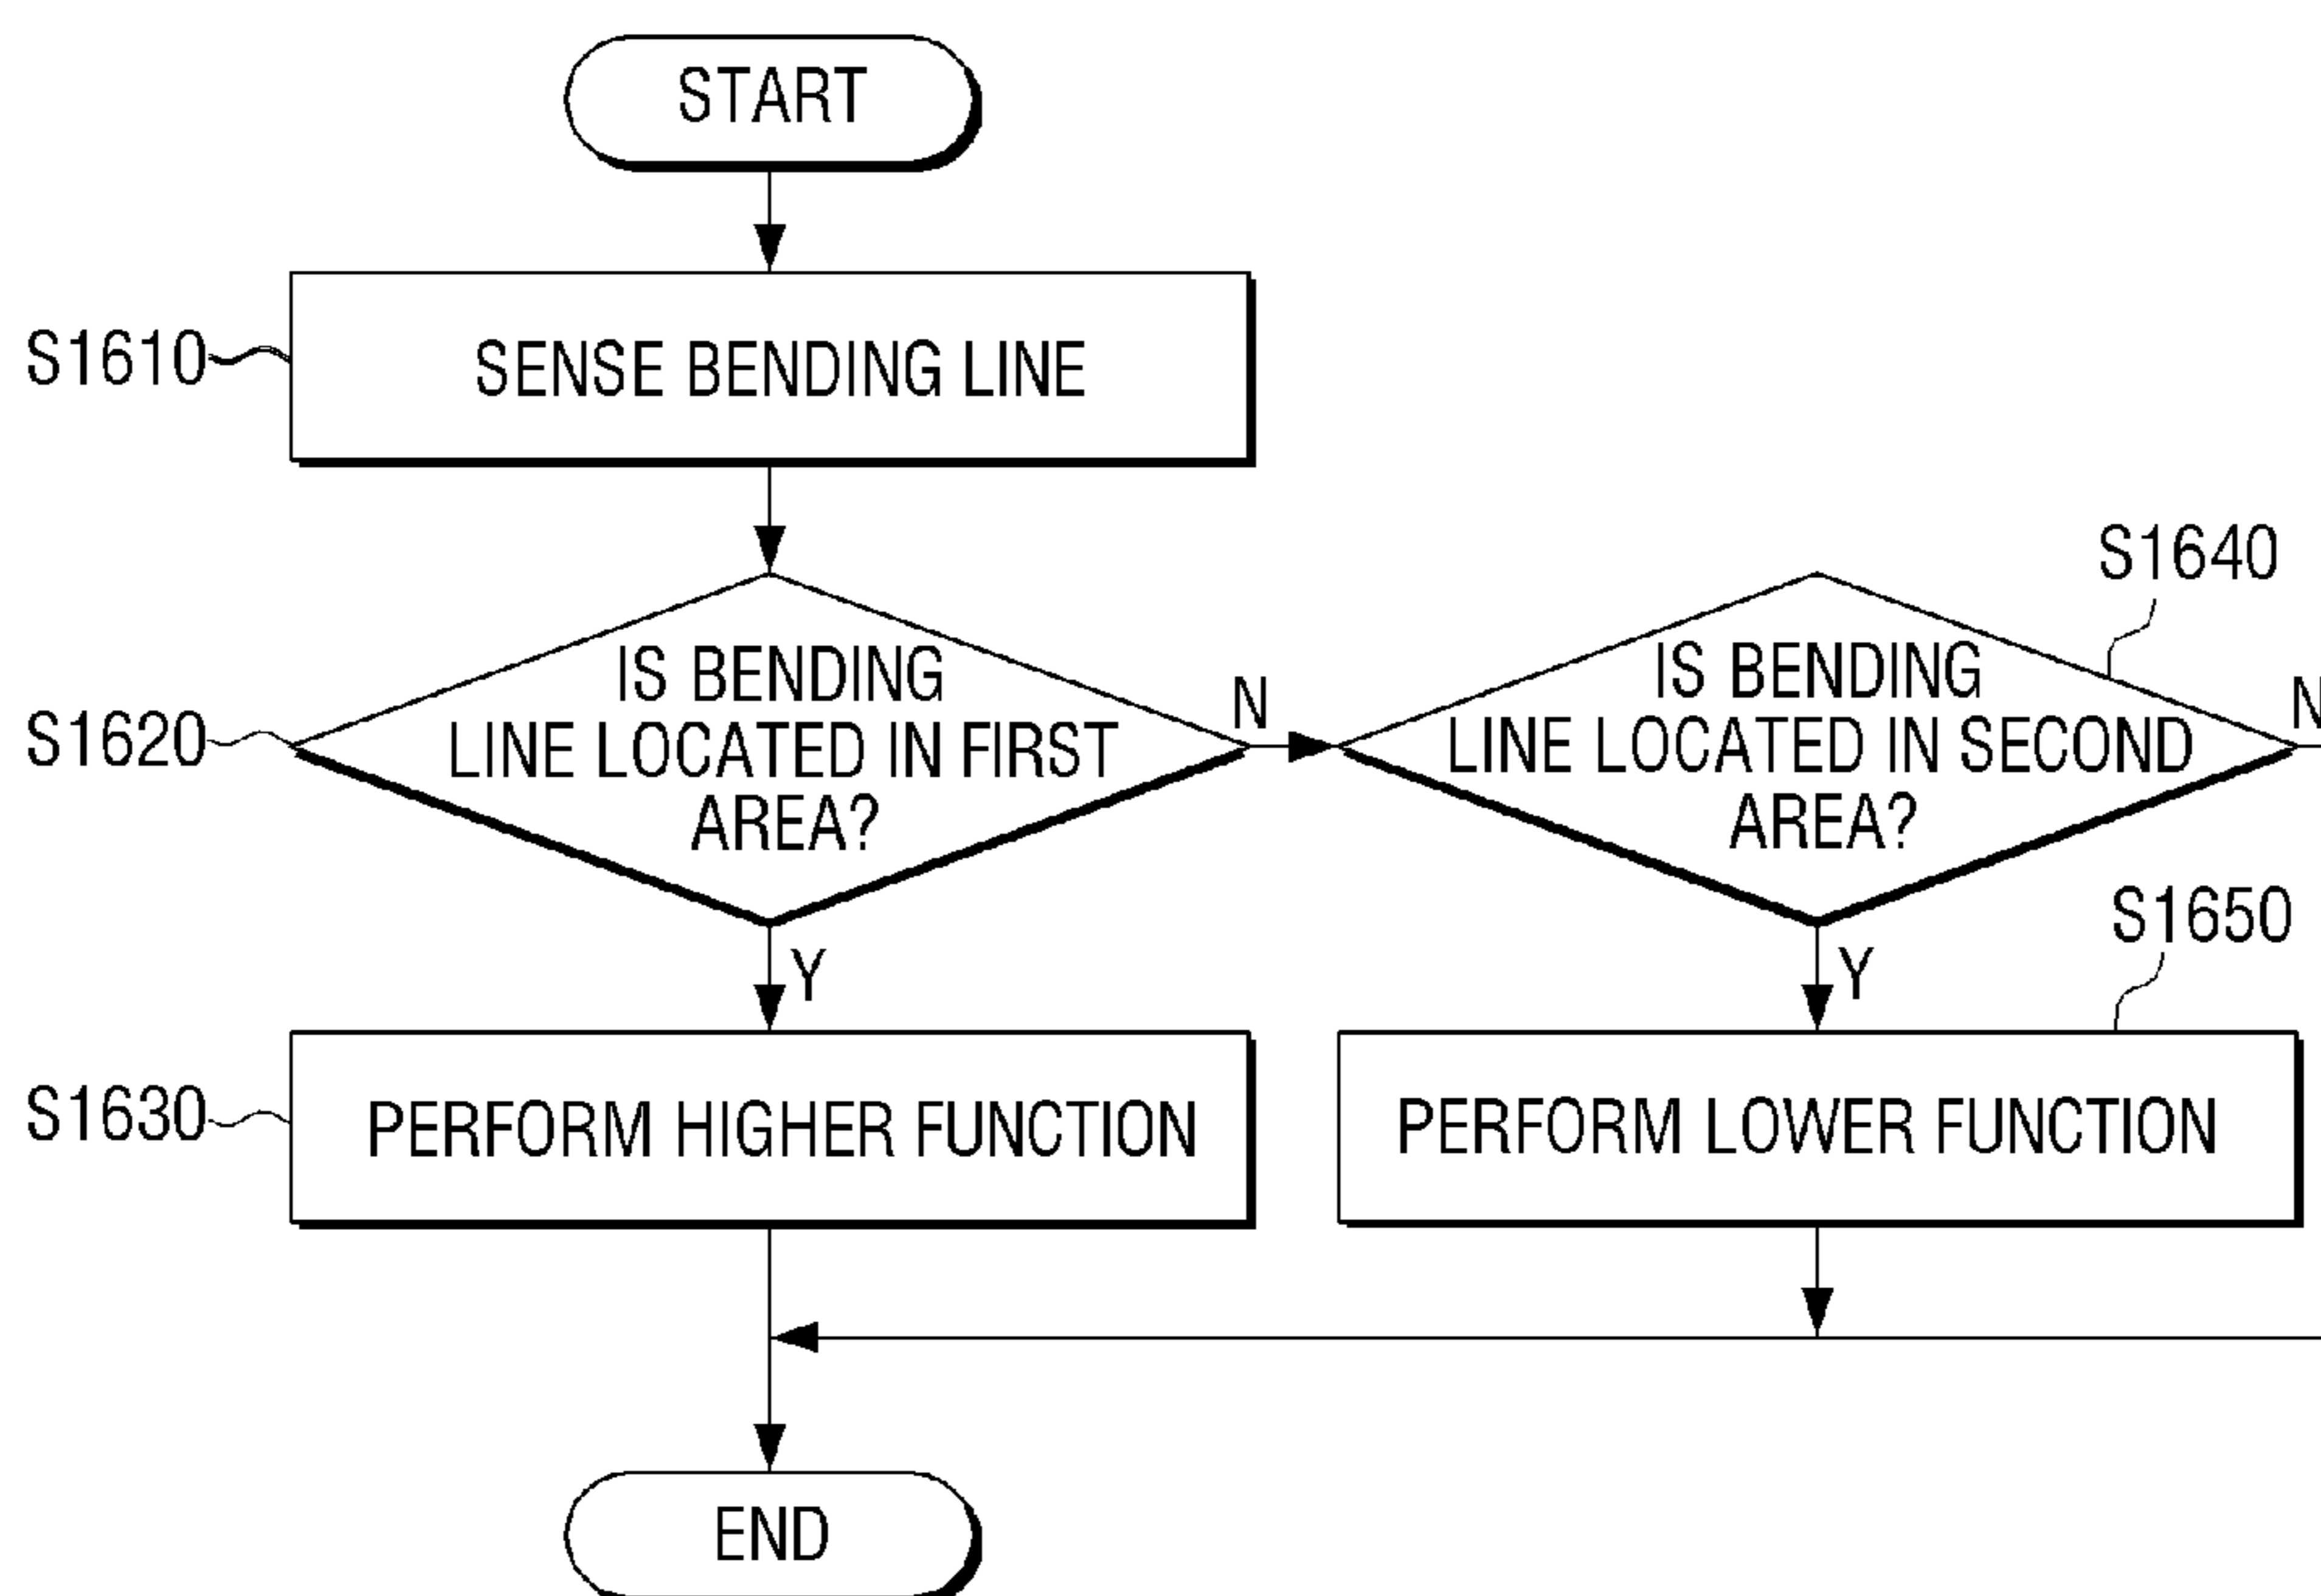 START
S1610
SENSE BENDING LINE
S1620
IS BENDING
LINE LOCATED IN FIRST
AREA?
N
S1640
IS BENDING
LINE LOCATED IN SECOND
AREA?
N
Y
Y
S1630
PERFORM HIGHER FUNCTION
S1650
PERFORM LOWER FUNCTION
END